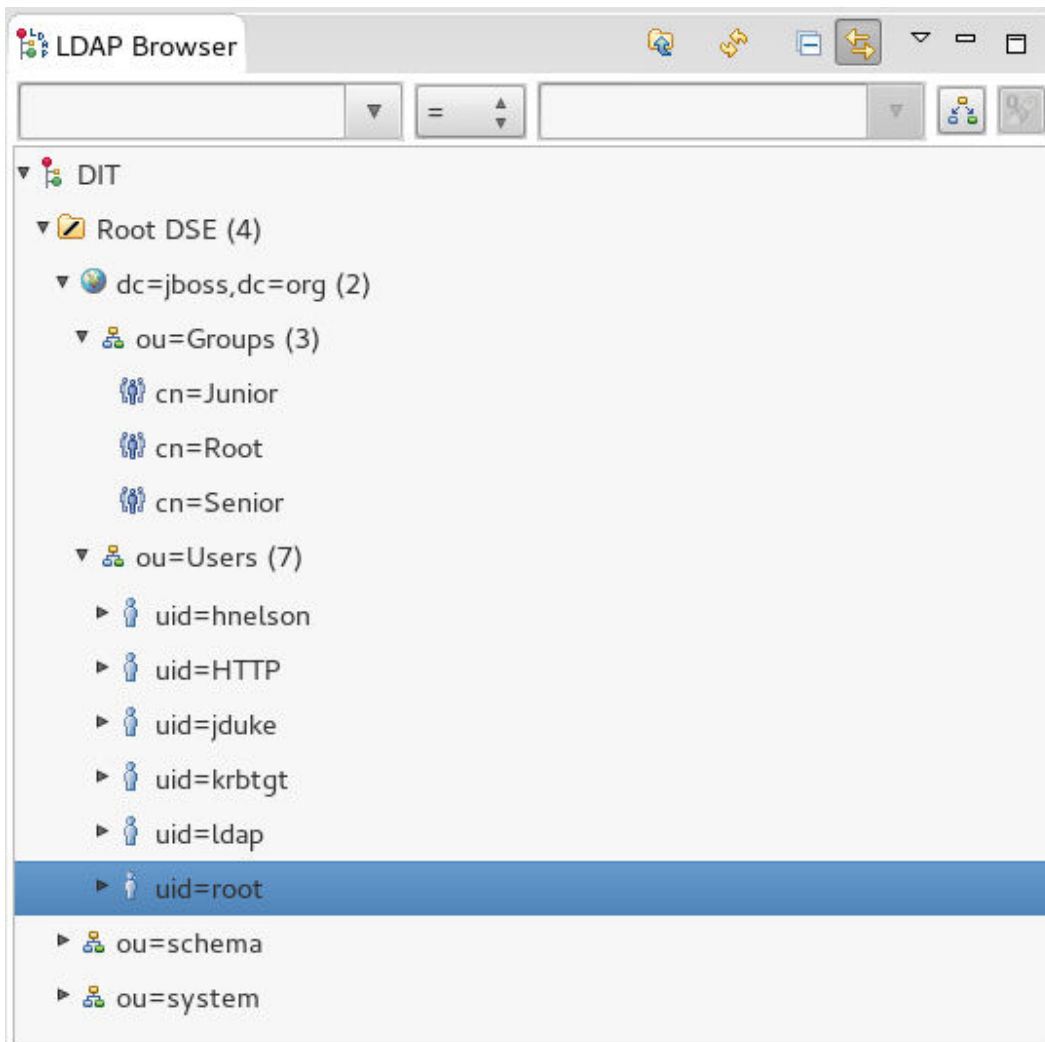 LDAP Browser
=
DIT
Root DSE (4)
dc=jboss,dc=org (2)
ou=Groups (3)
cn=Junior
cn=Root
cn=Senior
ou=Users (7)
uid=hnelson
uid=HTTP
uid=jduke
uid=krbtgt
uid=ldap
uid=root
ou=schema
ou=system